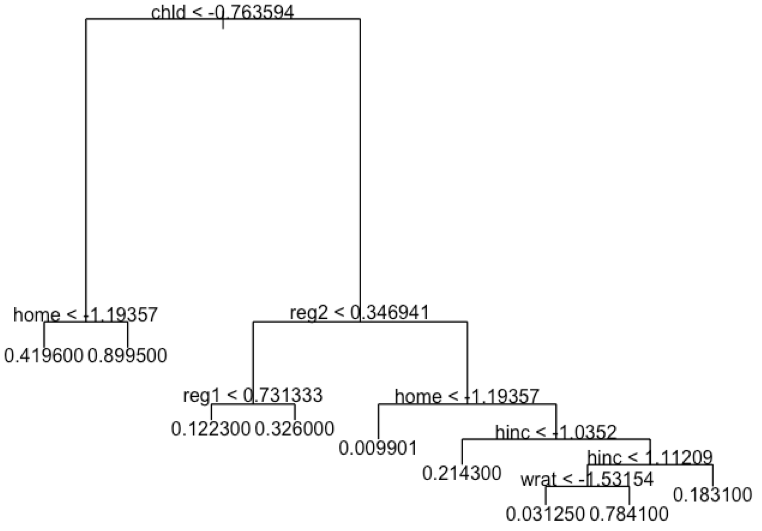 chld < -0.763594
home < -1.19357
reg2 < 0.346941
0.419600 0.899500
reg1 < 0.731333
home < -1.19357
0.122300 0.326000
0.009901
hinc < -1.0352
0.214300
hinc < 1.11209
wrat < -1.53154
0.183100
0.031250 0.784100